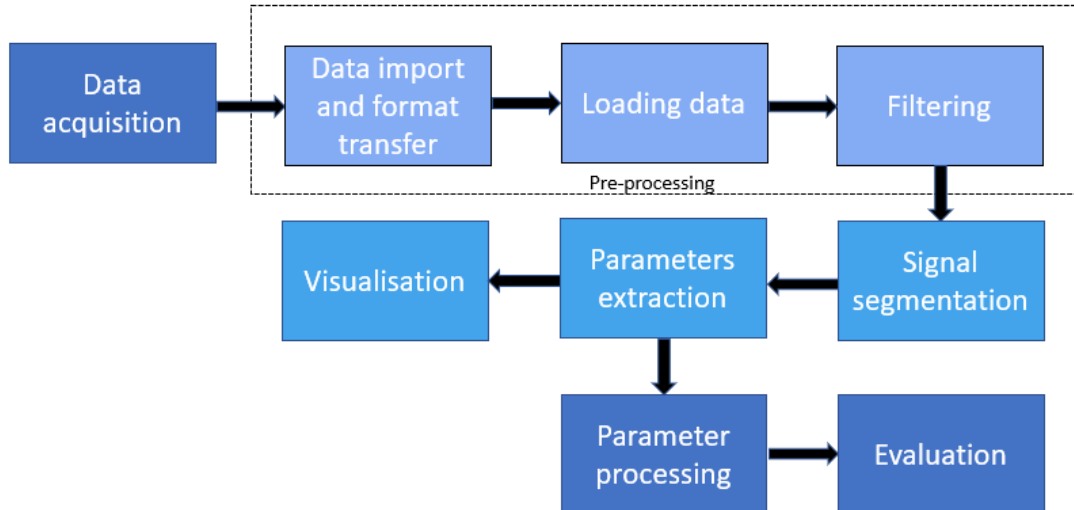 Data
acquisition
Data import
and format
transfer
Loading data
Filtering
Pre-processing
Visualisation
Parameters
extraction
Signal
segmentation
Parameter
processing
Evaluation